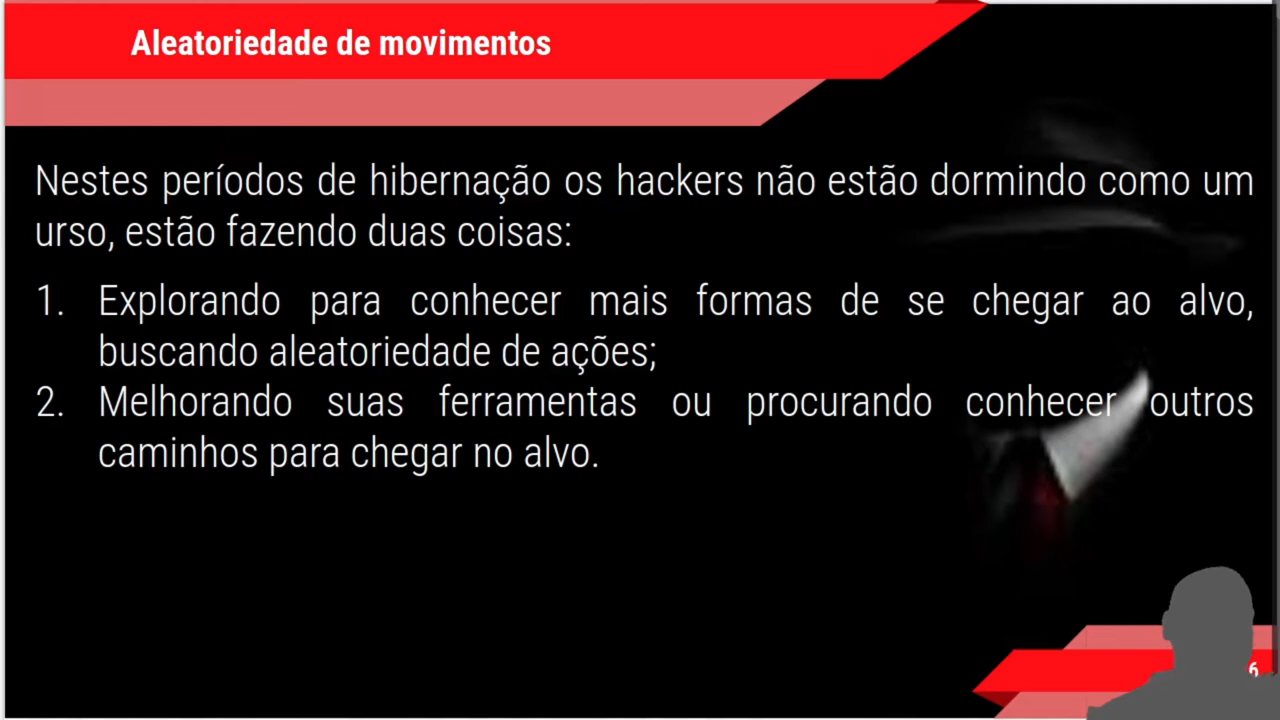 Aleatoriedade de movimentos
Nestes períodos de hibernação os hackers não estão dormindo como um
urso, estão fazendo duas coisas:
1. Explorando para conhecer mais formas de se chegar ao alvo,
buscando aleatoriedade de ações;
2. Melhorando suas ferramentas ou procurando conhecer outros
caminhos para chegar no alvo.
6